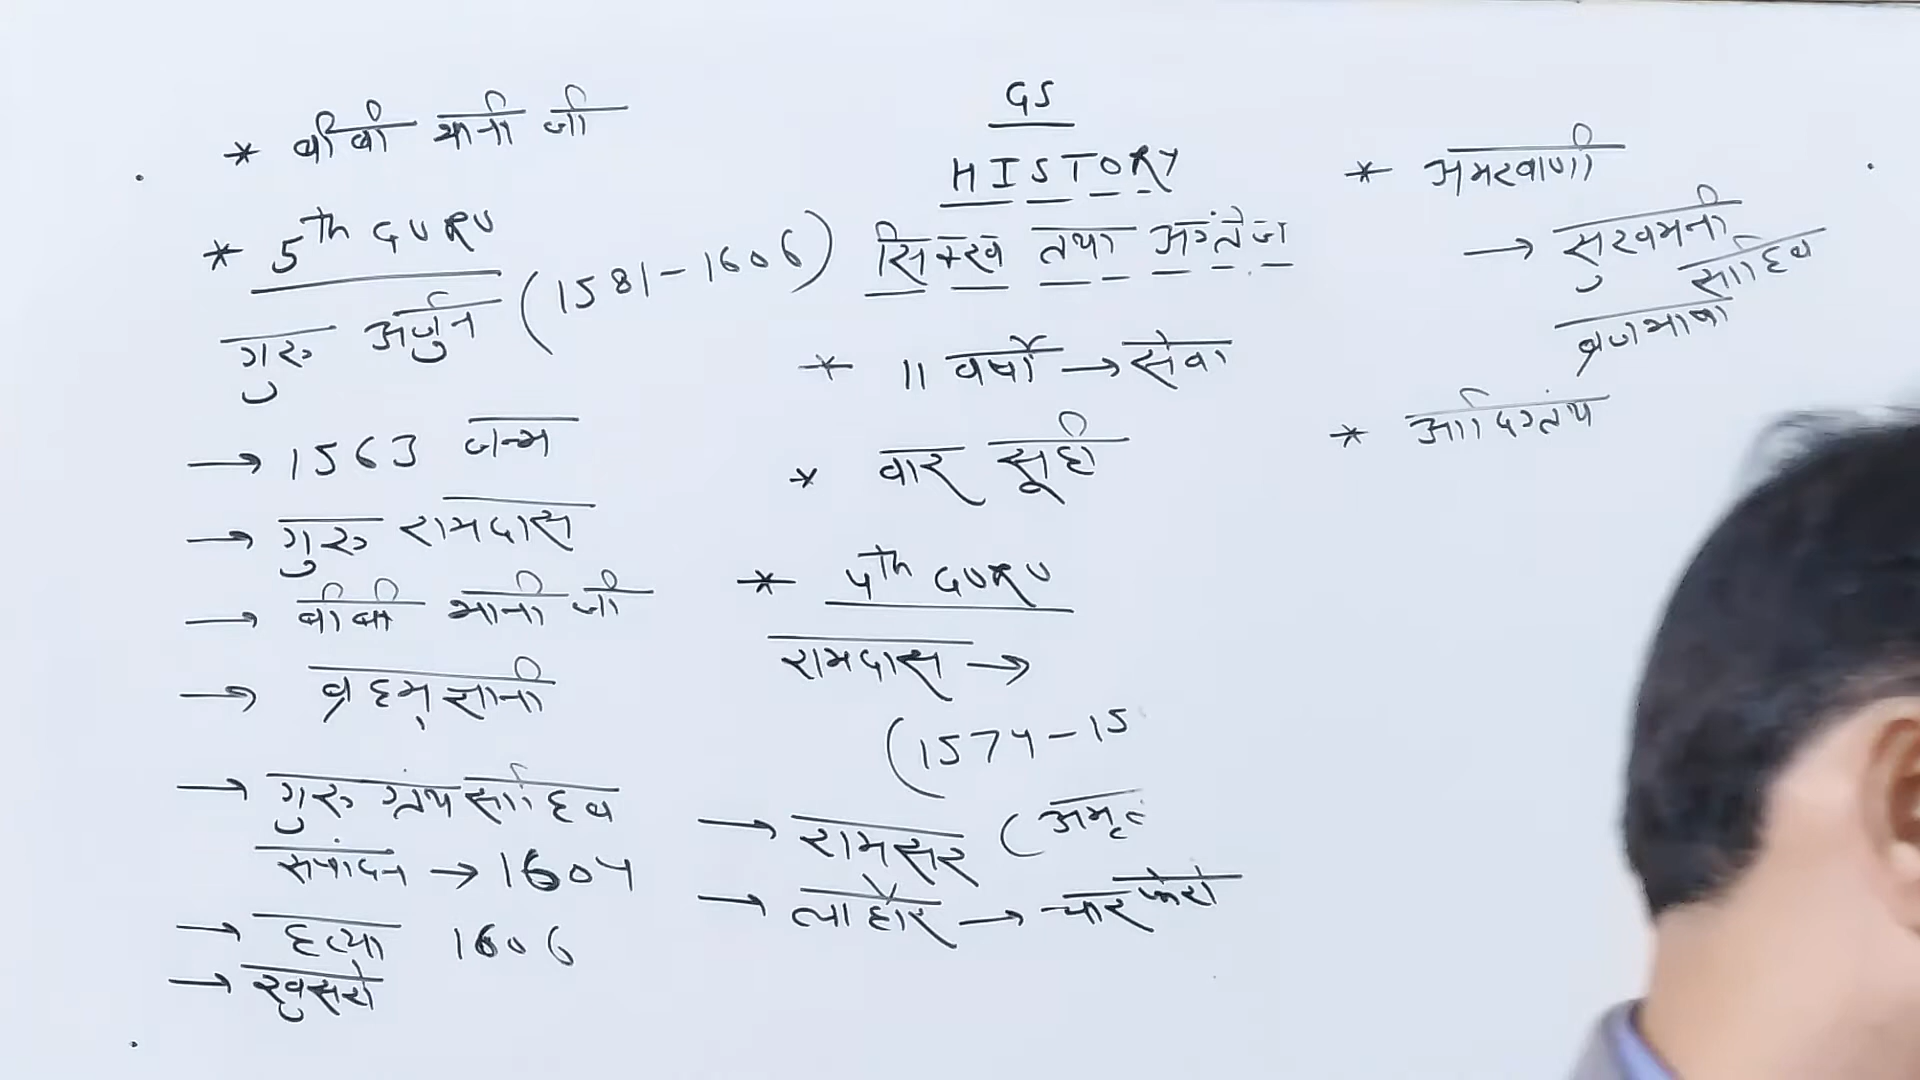 * बीबी भानी जी
* 5th GURU
गुरु अर्जुन (1581-1606)
→ 1563 जन्म
→ गुरु रामदास
→ बीबी भानी जी
→ ब्रहम् ज्ञानी
→ गुरु ग्रंथ साहिब
संपादन → 1604
→ हत्या 1606
→ खुसरो
GS
HISTORY
सिक्ख तथा अंग्रेज
* 11 वर्षों → सेवा
* वार सूही
* 4th GURU
रामदास →
(1574-15
→ रामसर (अमृत
→ लाहौर → चार फेरो
* अमरवाणी
→ सुखमनी
साहिब
ब्रजभाषा
* आदिग्रंथ